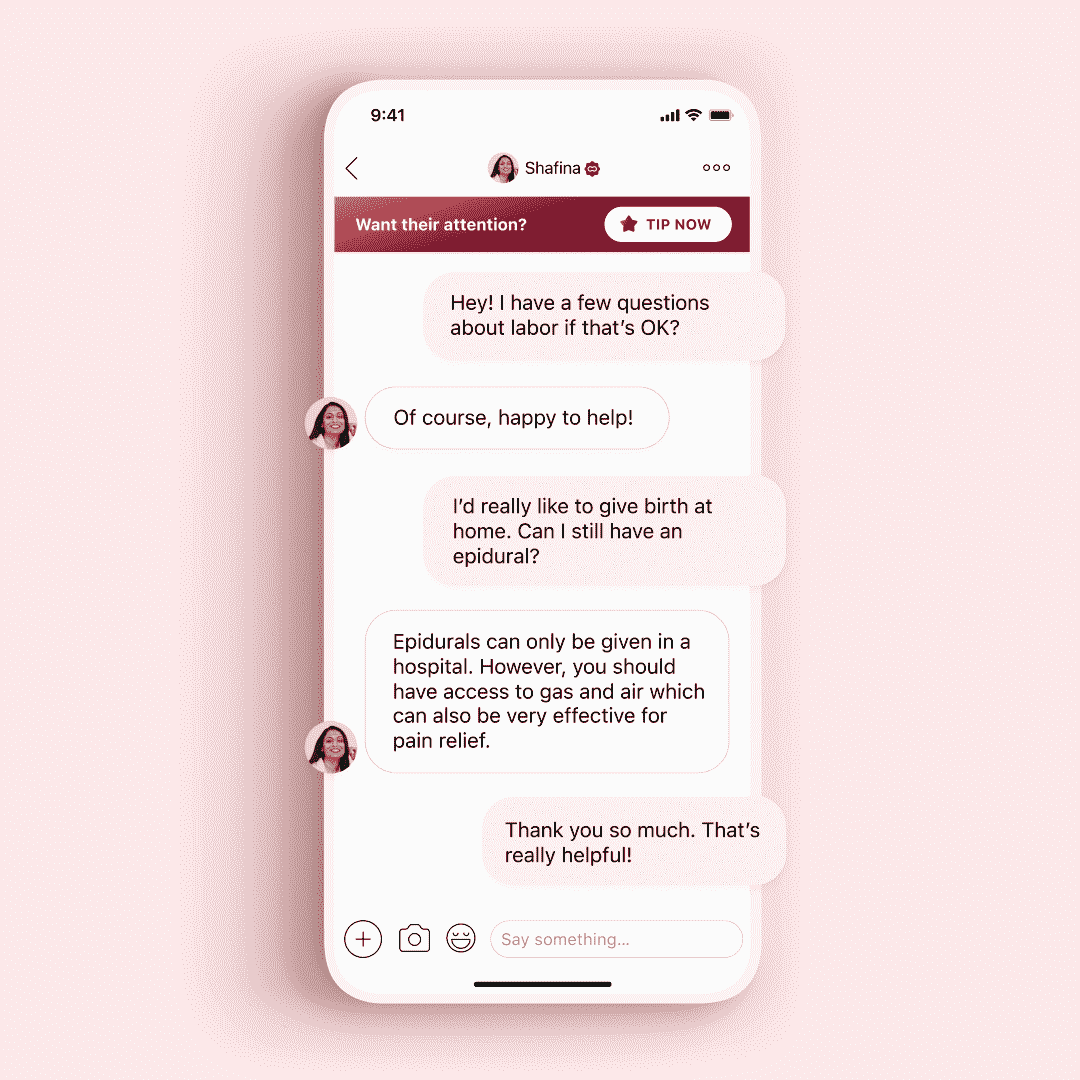 9:41
Shafina
Want their attention?
TIP NOW
Hey! I have a few questions
about labor if that’s OK?
Of course, happy to help!
I’d really like to give birth at
home. Can I still have an
epidural?
Epidurals can only be given in a
hospital. However, you should
have access to gas and air which
can also be very effective for
pain relief.
Thank you so much. That’s
really helpful!
Say something...